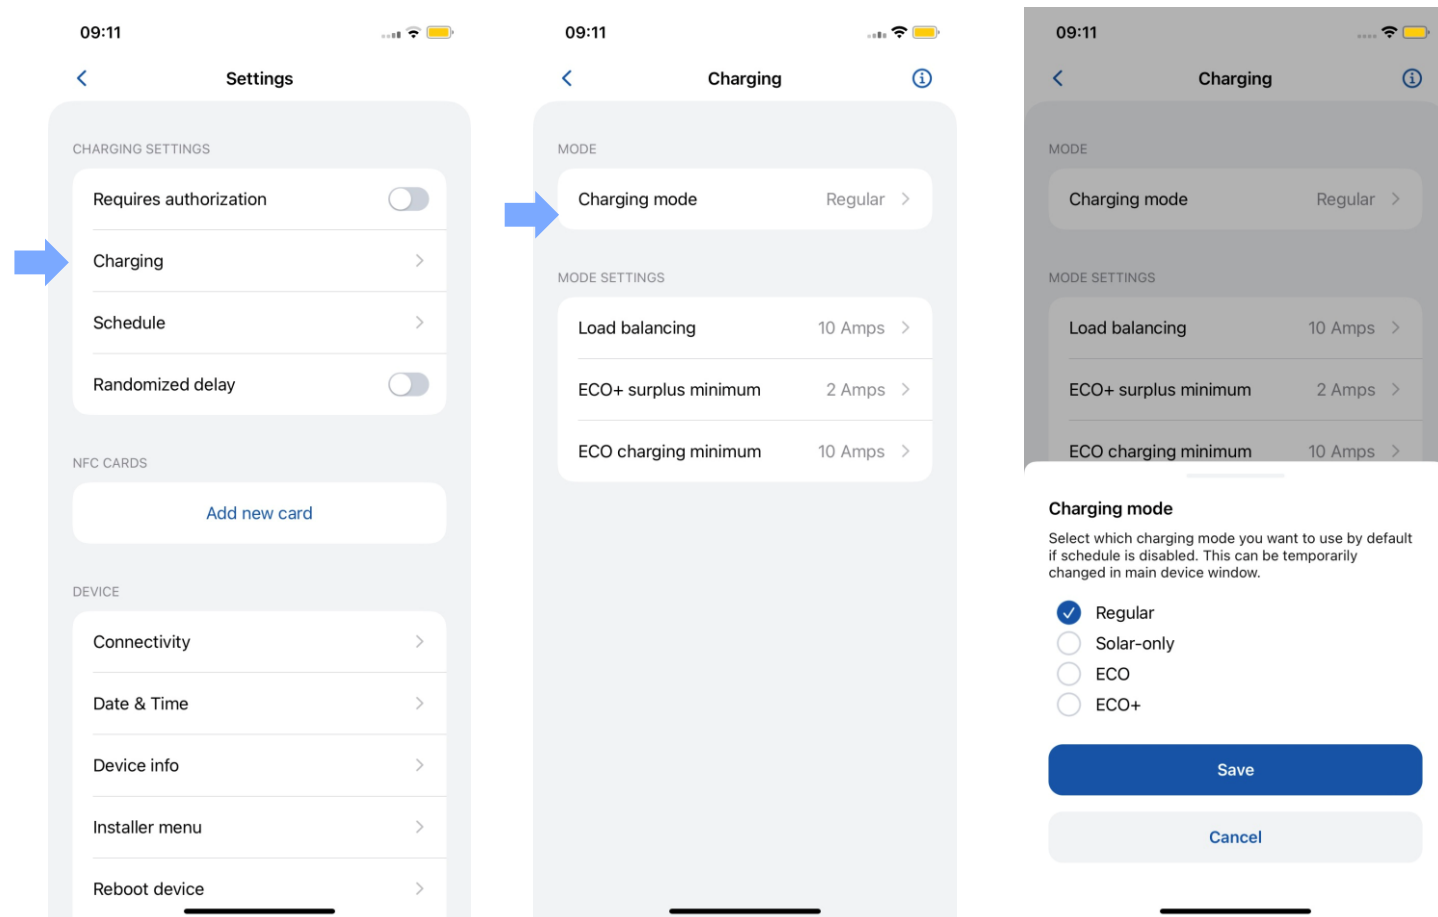 09:11
Settings
CHARGING SETTINGS
Requires authorization
Charging
Schedule
Randomized delay
NFC CARDS
Add new card
DEVICE
Connectivity
Date & Time
Device info
Installer menu
Reboot device
09:11
Charging
MODE
Charging mode Regular
MODE SETTINGS
Load balancing 10 Amps
ECO+ surplus minimum 2 Amps
ECO charging minimum 10 Amps
09:11
Charging
MODE
Charging mode Regular
MODE SETTINGS
Load balancing 10 Amps
ECO+ surplus minimum 2 Amps
ECO charging minimum 10 Amps
Charging mode
Select which charging mode you want to use by default
if schedule is disabled. This can be temporarily
changed in main device window.
Regular
Solar-only
ECO
ECO+
Save
Cancel